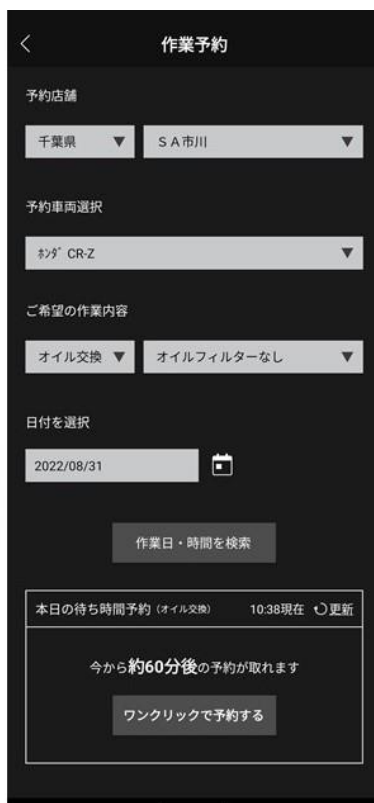 作業予約
予約店舗
千葉県 ▼ ＳＡ市川 ▼
予約車両選択
ﾎﾝﾀﾞ CR-Z ▼
ご希望の作業内容
オイル交換 ▼ オイルフィルターなし ▼
日付を選択
2022/08/31
作業日・時間を検索
本日の待ち時間予約（オイル交換） 10:38現在 更新
今から約60分後の予約が取れます
ワンクリックで予約する